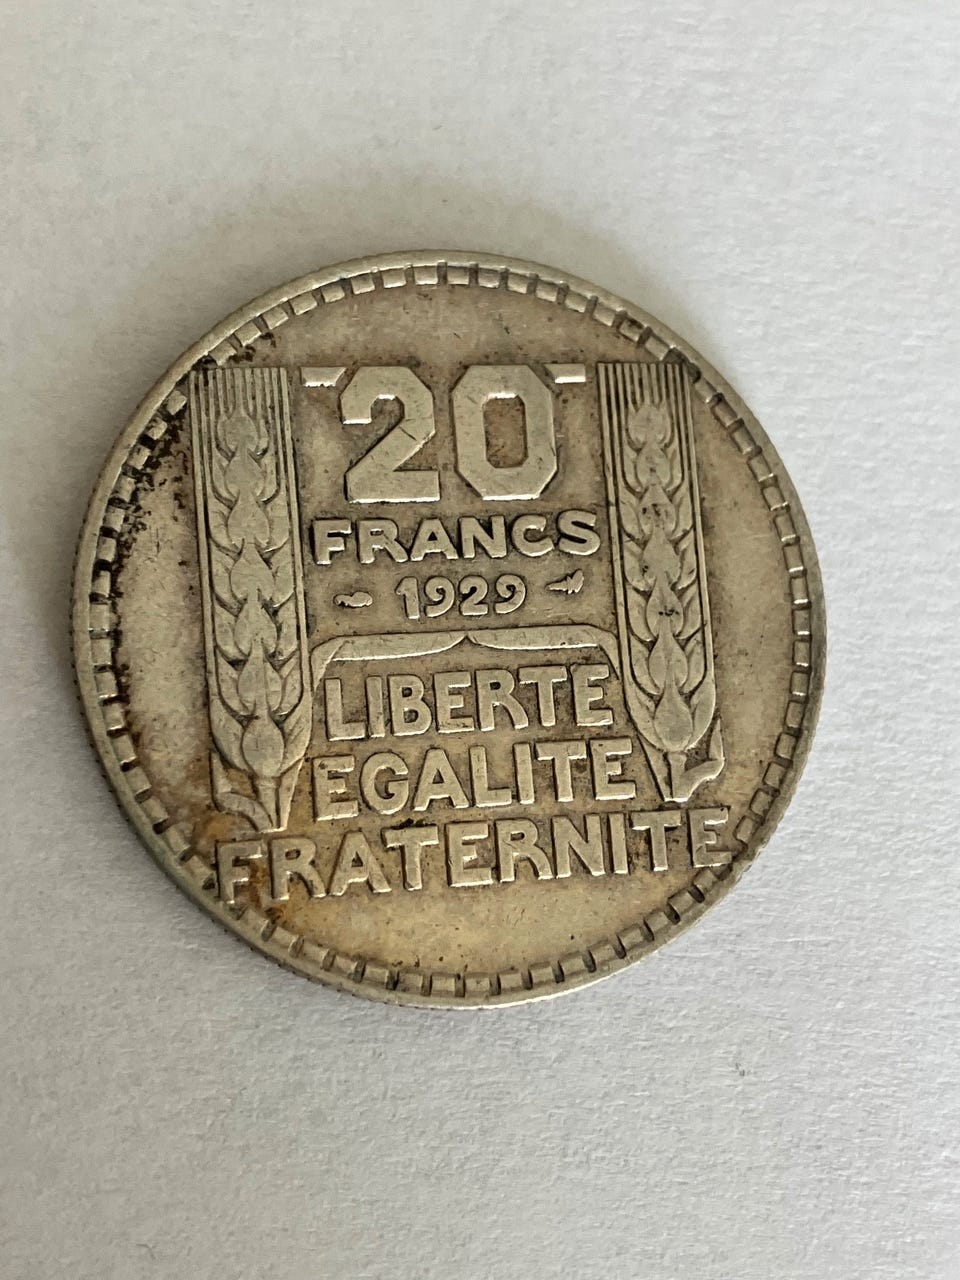 20
FRANCS
1929
LIBERTE
EGALITE
FRATERNITE